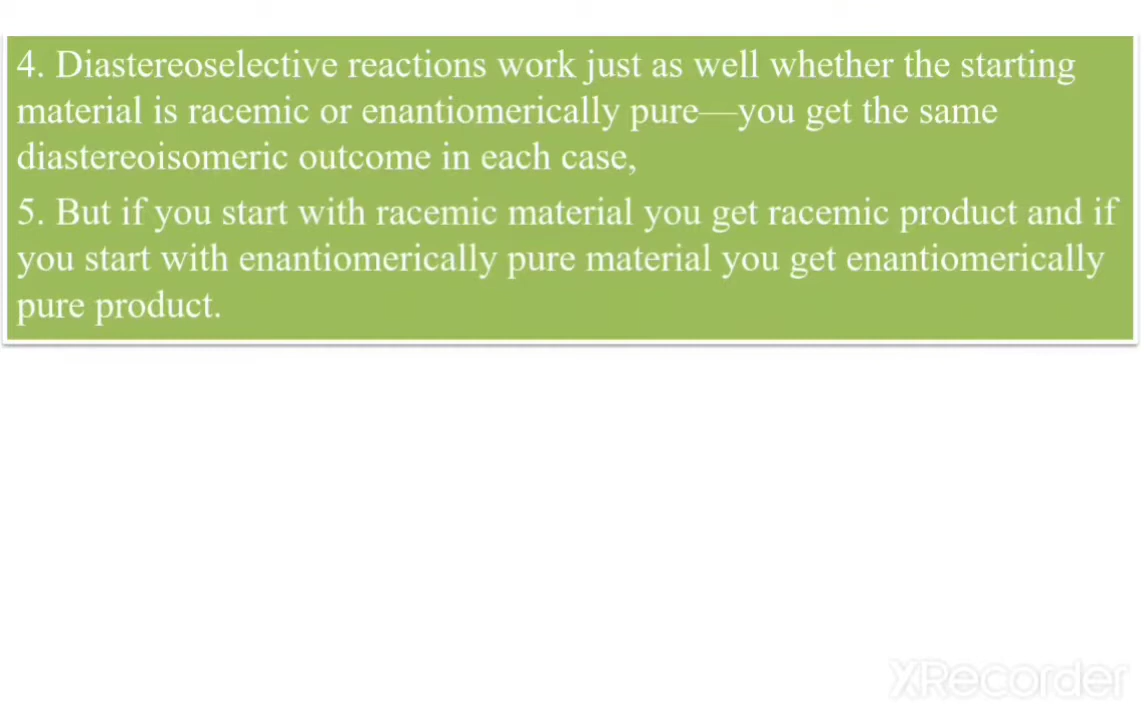 4. Diastereoselective reactions work just as well whether the starting
material is racemic or enantiomerically pure—you get the same
diastereoisomeric outcome in each case,
5. But if you start with racemic material you get racemic product and if
you start with enantiomerically pure material you get enantiomerically
pure product.
XRecorder